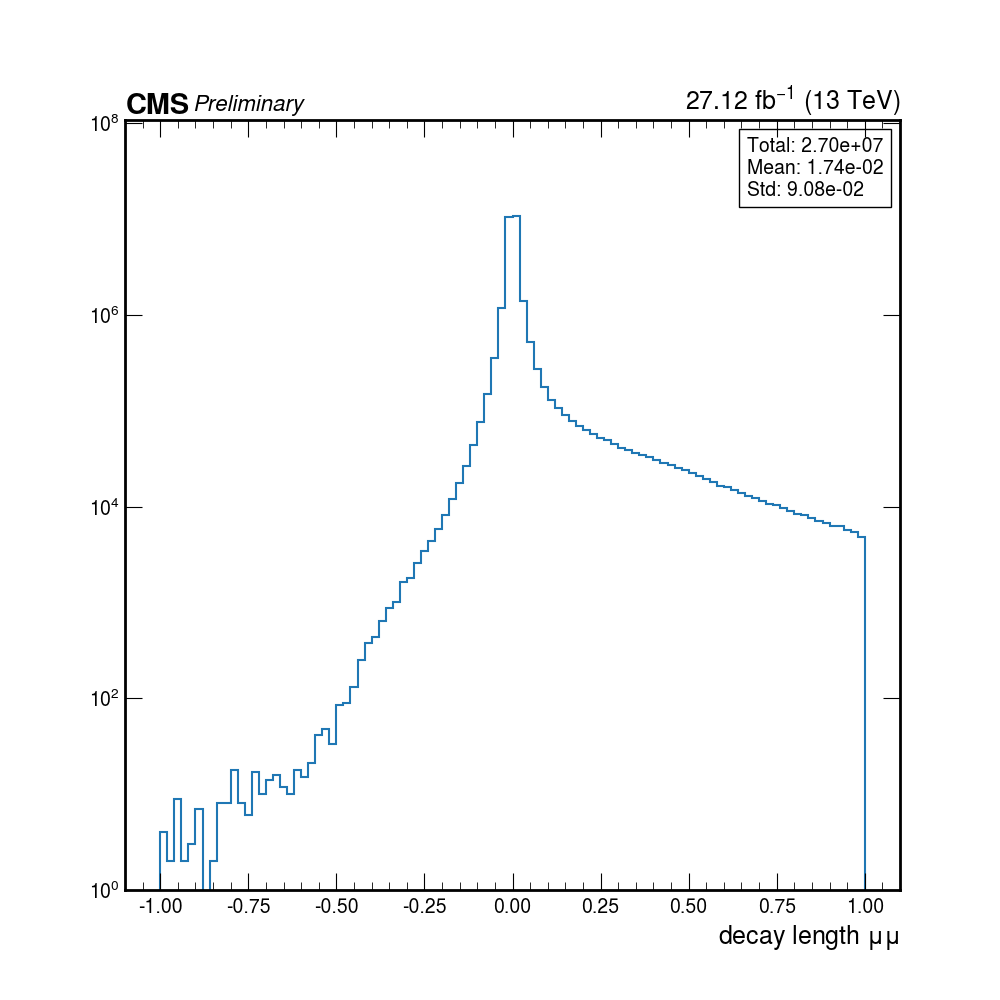 CMS Preliminary
27.12 fb⁻¹ (13 TeV)
Total: 2.70e+07
Mean: 1.74e-02
Std: 9.08e-02
10⁸
10⁶
10⁴
10²
10⁰
-1.00 -0.75 -0.50 -0.25 0.00 0.25 0.50 0.75 1.00
decay length μμ